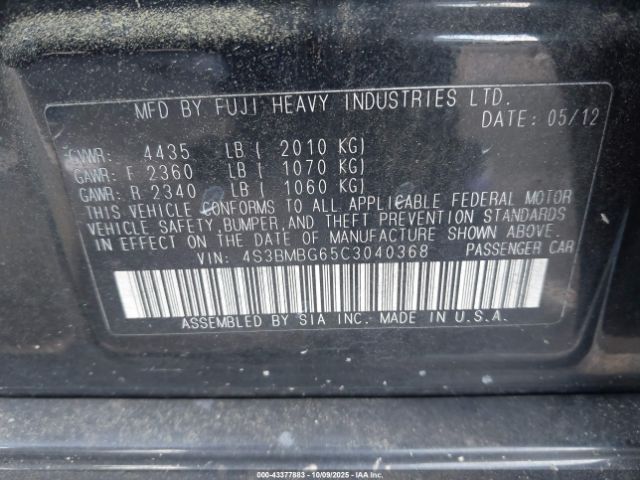 MFD BY FUJI HEAVY INDUSTRIES LTD.
DATE: 05/12
GVWR: 4435 LB ( 2010 KG)
GAWR: F 2360 LB ( 1070 KG)
GAWR: R 2340 LB ( 1060 KG)
THIS VEHICLE CONFORMS TO ALL APPLICABLE FEDERAL MOTOR
VEHICLE SAFETY, BUMPER, AND THEFT PREVENTION STANDARDS
IN EFFECT ON THE DATE OF MANUFACTURE SHOWN ABOVE.
VIN: 4S3BMBG65C3040368 PASSENGER CAR
ASSEMBLED BY SIA INC. MADE IN U.S.A.
(000-43377883 - 10/09/2025 - IAAI Inc.)